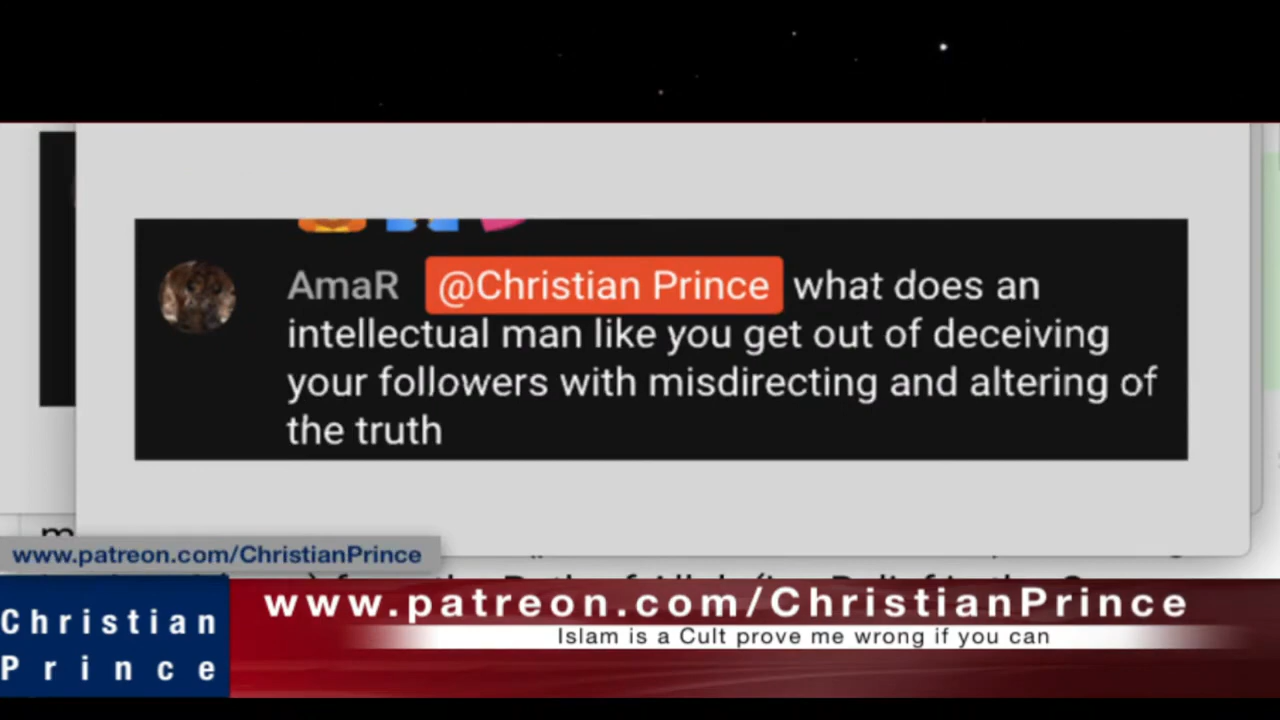 AmaR @Christian Prince what does an
intellectual man like you get out of deceiving
your followers with misdirecting and altering of
the truth
www.patreon.com/ChristianPrince
Christian
Prince
www.patreon.com/ChristianPrince
Islam is a Cult prove me wrong if you can